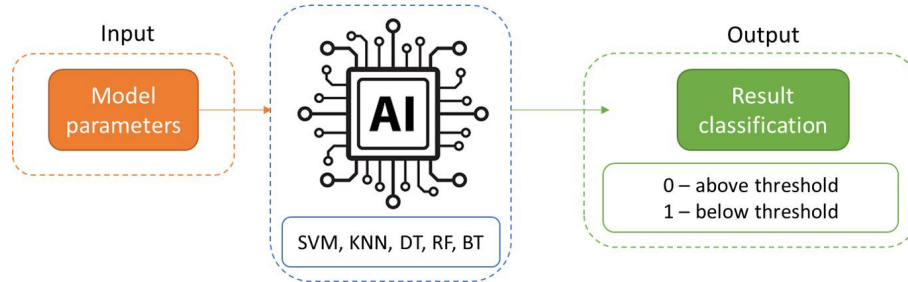 Input
Model
parameters
AI
SVM, KNN, DT, RF, BT
Output
Result
classification
0 – above threshold
1 – below threshold